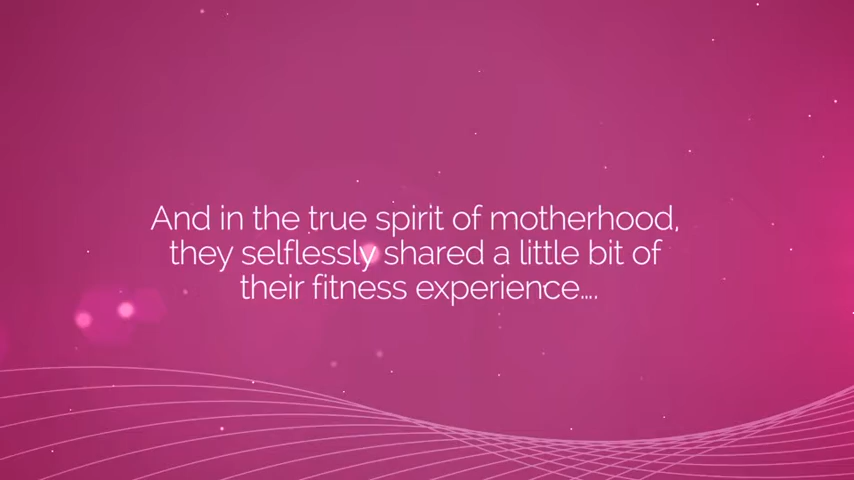 And in the true spirit of motherhood,
they selflessly shared a little bit of
their fitness experience....